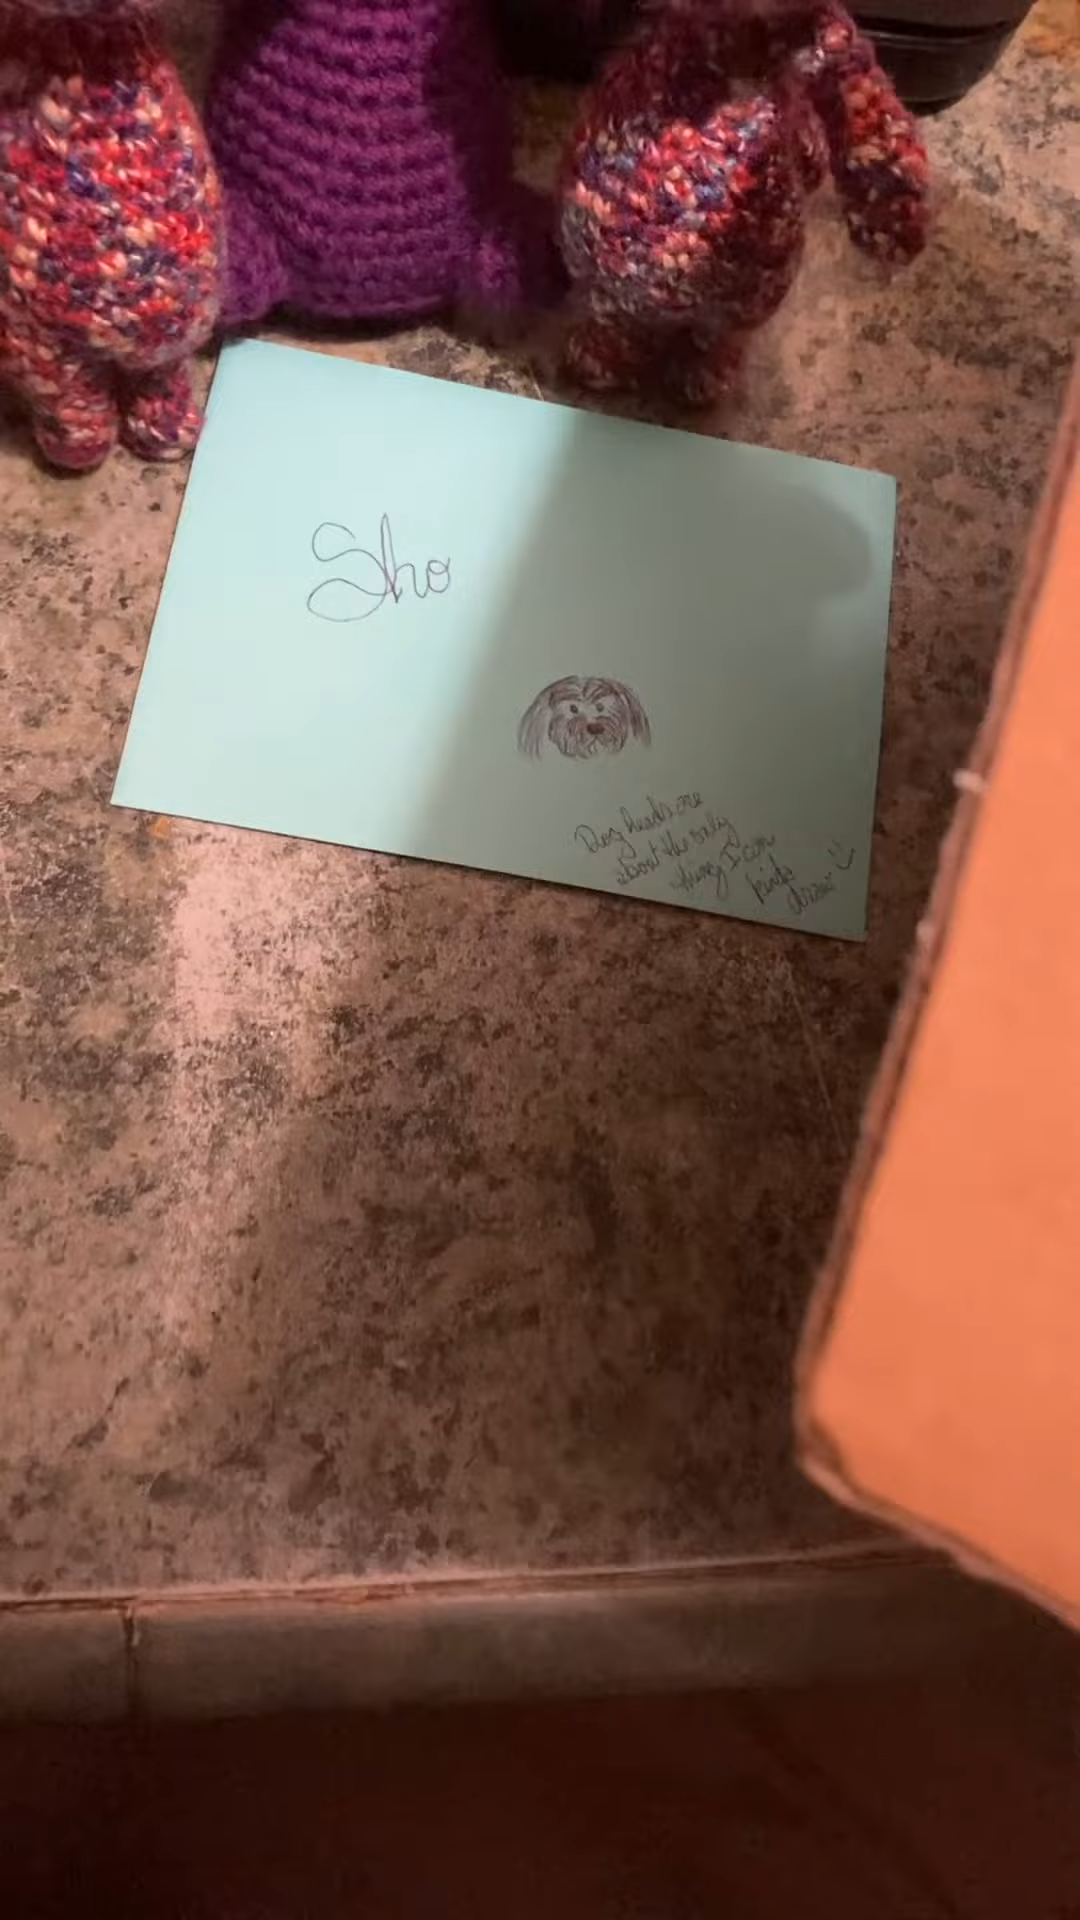 Sho
Dog heads are
about the only
thing I can
kinda
draw :)